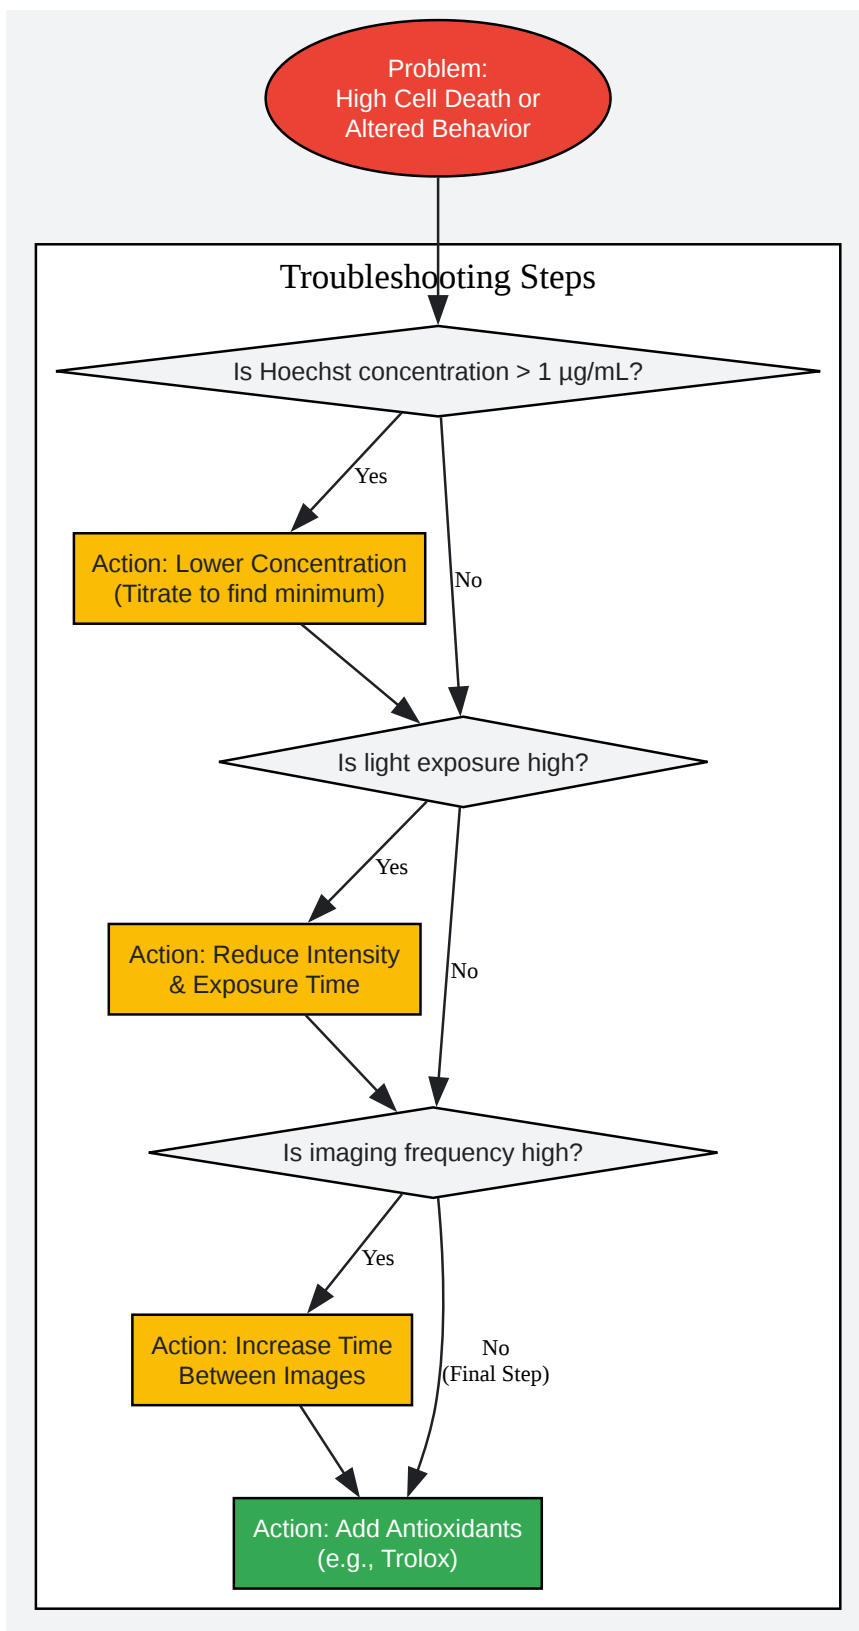 Problem:
High Cell Death or
Altered Behavior
Troubleshooting Steps
Is Hoechst concentration > 1 µg/mL?
Yes
Action: Lower Concentration
(Titrate to find minimum)
No
Is light exposure high?
Yes
Action: Reduce Intensity
& Exposure Time
No
Is imaging frequency high?
Yes
Action: Increase Time
Between Images
No
(Final Step)
Action: Add Antioxidants
(e.g., Trolox)